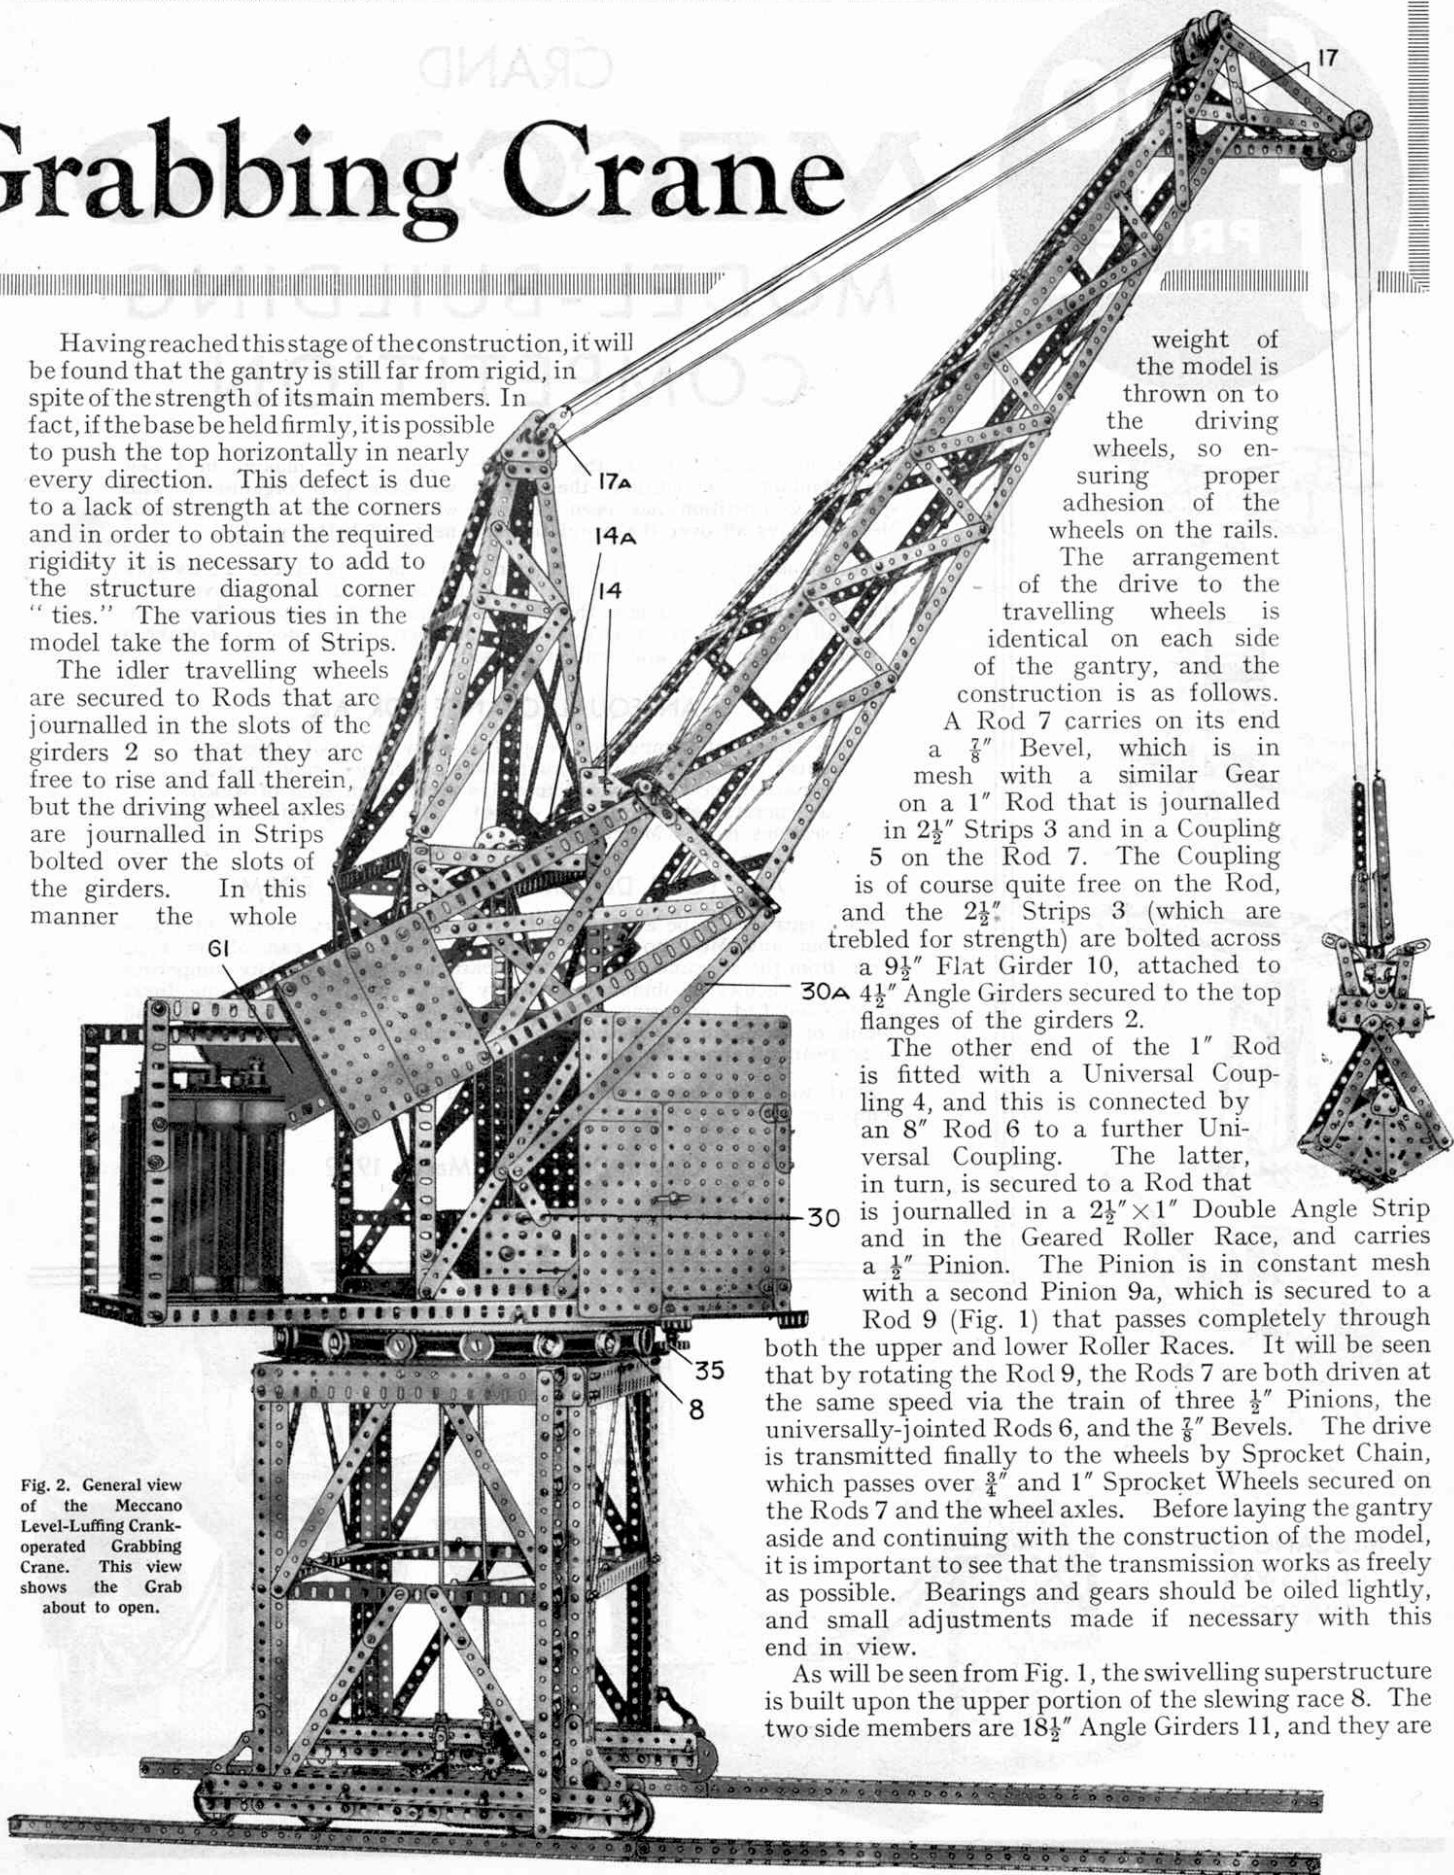 Grabbing Crane
Having reached this stage of the construction, it will
be found that the gantry is still far from rigid, in
spite of the strength of its main members. In
fact, if the base be held firmly, it is possible
to push the top horizontally in nearly
every direction. This defect is due
to a lack of strength at the corners
and in order to obtain the required
rigidity it is necessary to add to
the structure diagonal corner
“ ties.” The various ties in the
model take the form of Strips.
The idler travelling wheels
are secured to Rods that are
journalled in the slots of the
girders 2 so that they are
free to rise and fall therein,
but the driving wheel axles
are journalled in Strips
bolted over the slots of
the girders. In this
manner the whole
weight of
the model is
thrown on to
the driving
wheels, so en-
suring proper
adhesion of the
wheels on the rails.
The arrangement
of the drive to the
travelling wheels is
identical on each side
of the gantry, and the
construction is as follows.
A Rod 7 carries on its end
a ⅞″ Bevel, which is in
mesh with a similar Gear
on a 1″ Rod that is journalled
in 2½″ Strips 3 and in a Coupling
5 on the Rod 7. The Coupling
is of course quite free on the Rod,
and the 2½″ Strips 3 (which are
trebled for strength) are bolted across
a 9½″ Flat Girder 10, attached to
4½″ Angle Girders secured to the top
flanges of the girders 2.
The other end of the 1″ Rod
is fitted with a Universal Coup-
ling 4, and this is connected by
an 8″ Rod 6 to a further Uni-
versal Coupling. The latter,
in turn, is secured to a Rod that
is journalled in a 2½″×1″ Double Angle Strip
and in the Geared Roller Race, and carries
a ½″ Pinion. The Pinion is in constant mesh
with a second Pinion 9a, which is secured to a
Rod 9 (Fig. 1) that passes completely through
both the upper and lower Roller Races. It will be seen
that by rotating the Rod 9, the Rods 7 are both driven at
the same speed via the train of three ½″ Pinions, the
universally-jointed Rods 6, and the ⅞″ Bevels. The drive
is transmitted finally to the wheels by Sprocket Chain,
which passes over ¾″ and 1″ Sprocket Wheels secured on
the Rods 7 and the wheel axles. Before laying the gantry
aside and continuing with the construction of the model,
it is important to see that the transmission works as freely
as possible. Bearings and gears should be oiled lightly,
and small adjustments made if necessary with this
end in view.
As will be seen from Fig. 1, the swivelling superstructure
is built upon the upper portion of the slewing race 8. The
two side members are 18½″ Angle Girders 11, and they are
17
17A
14A
14
61
30A
30
35
8
Fig. 2. General view
of the Meccano
Level-Luffing Crank-
operated Grabbing
Crane. This view
shows the Grab
about to open.